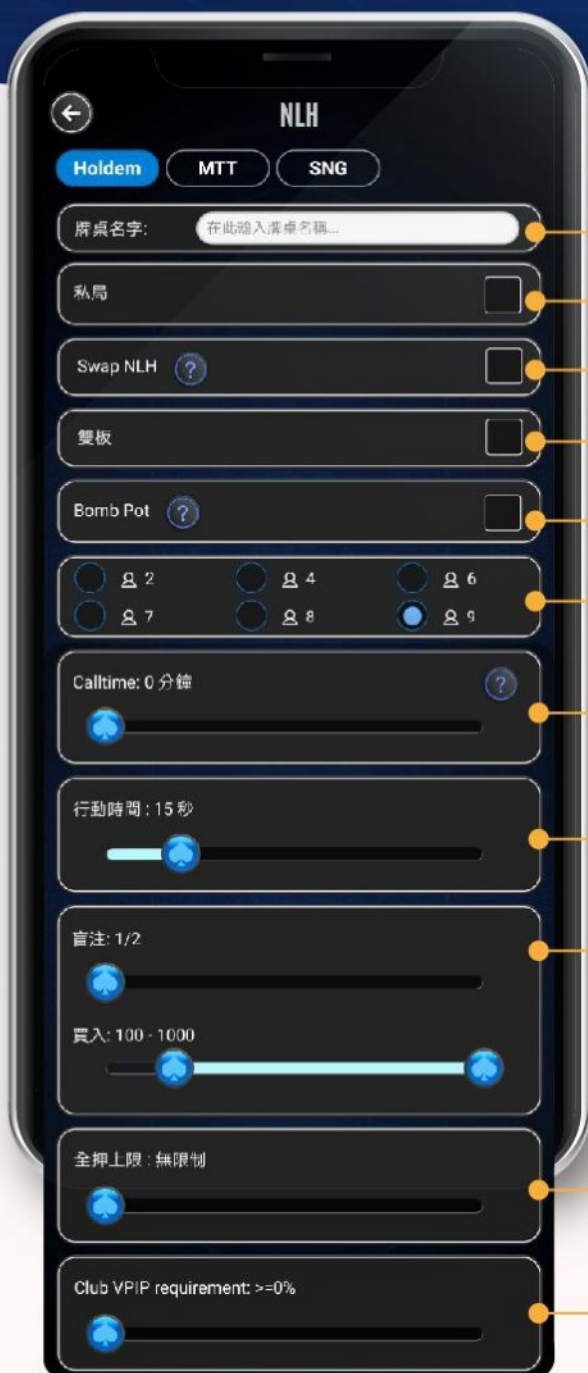 NLH
Holdem MTT SNG
牌桌名字: 在此輸入牌桌名稱...
私局
Swap NLH ?
雙板
Bomb Pot ?
2 4 6
7 8 9
Calltime: 0 分鐘 ?
行動時間 : 15 秒
盲注: 1/2
買入: 100 - 1000
全押上限 : 無限制
Club VPIP requirement: >=0%